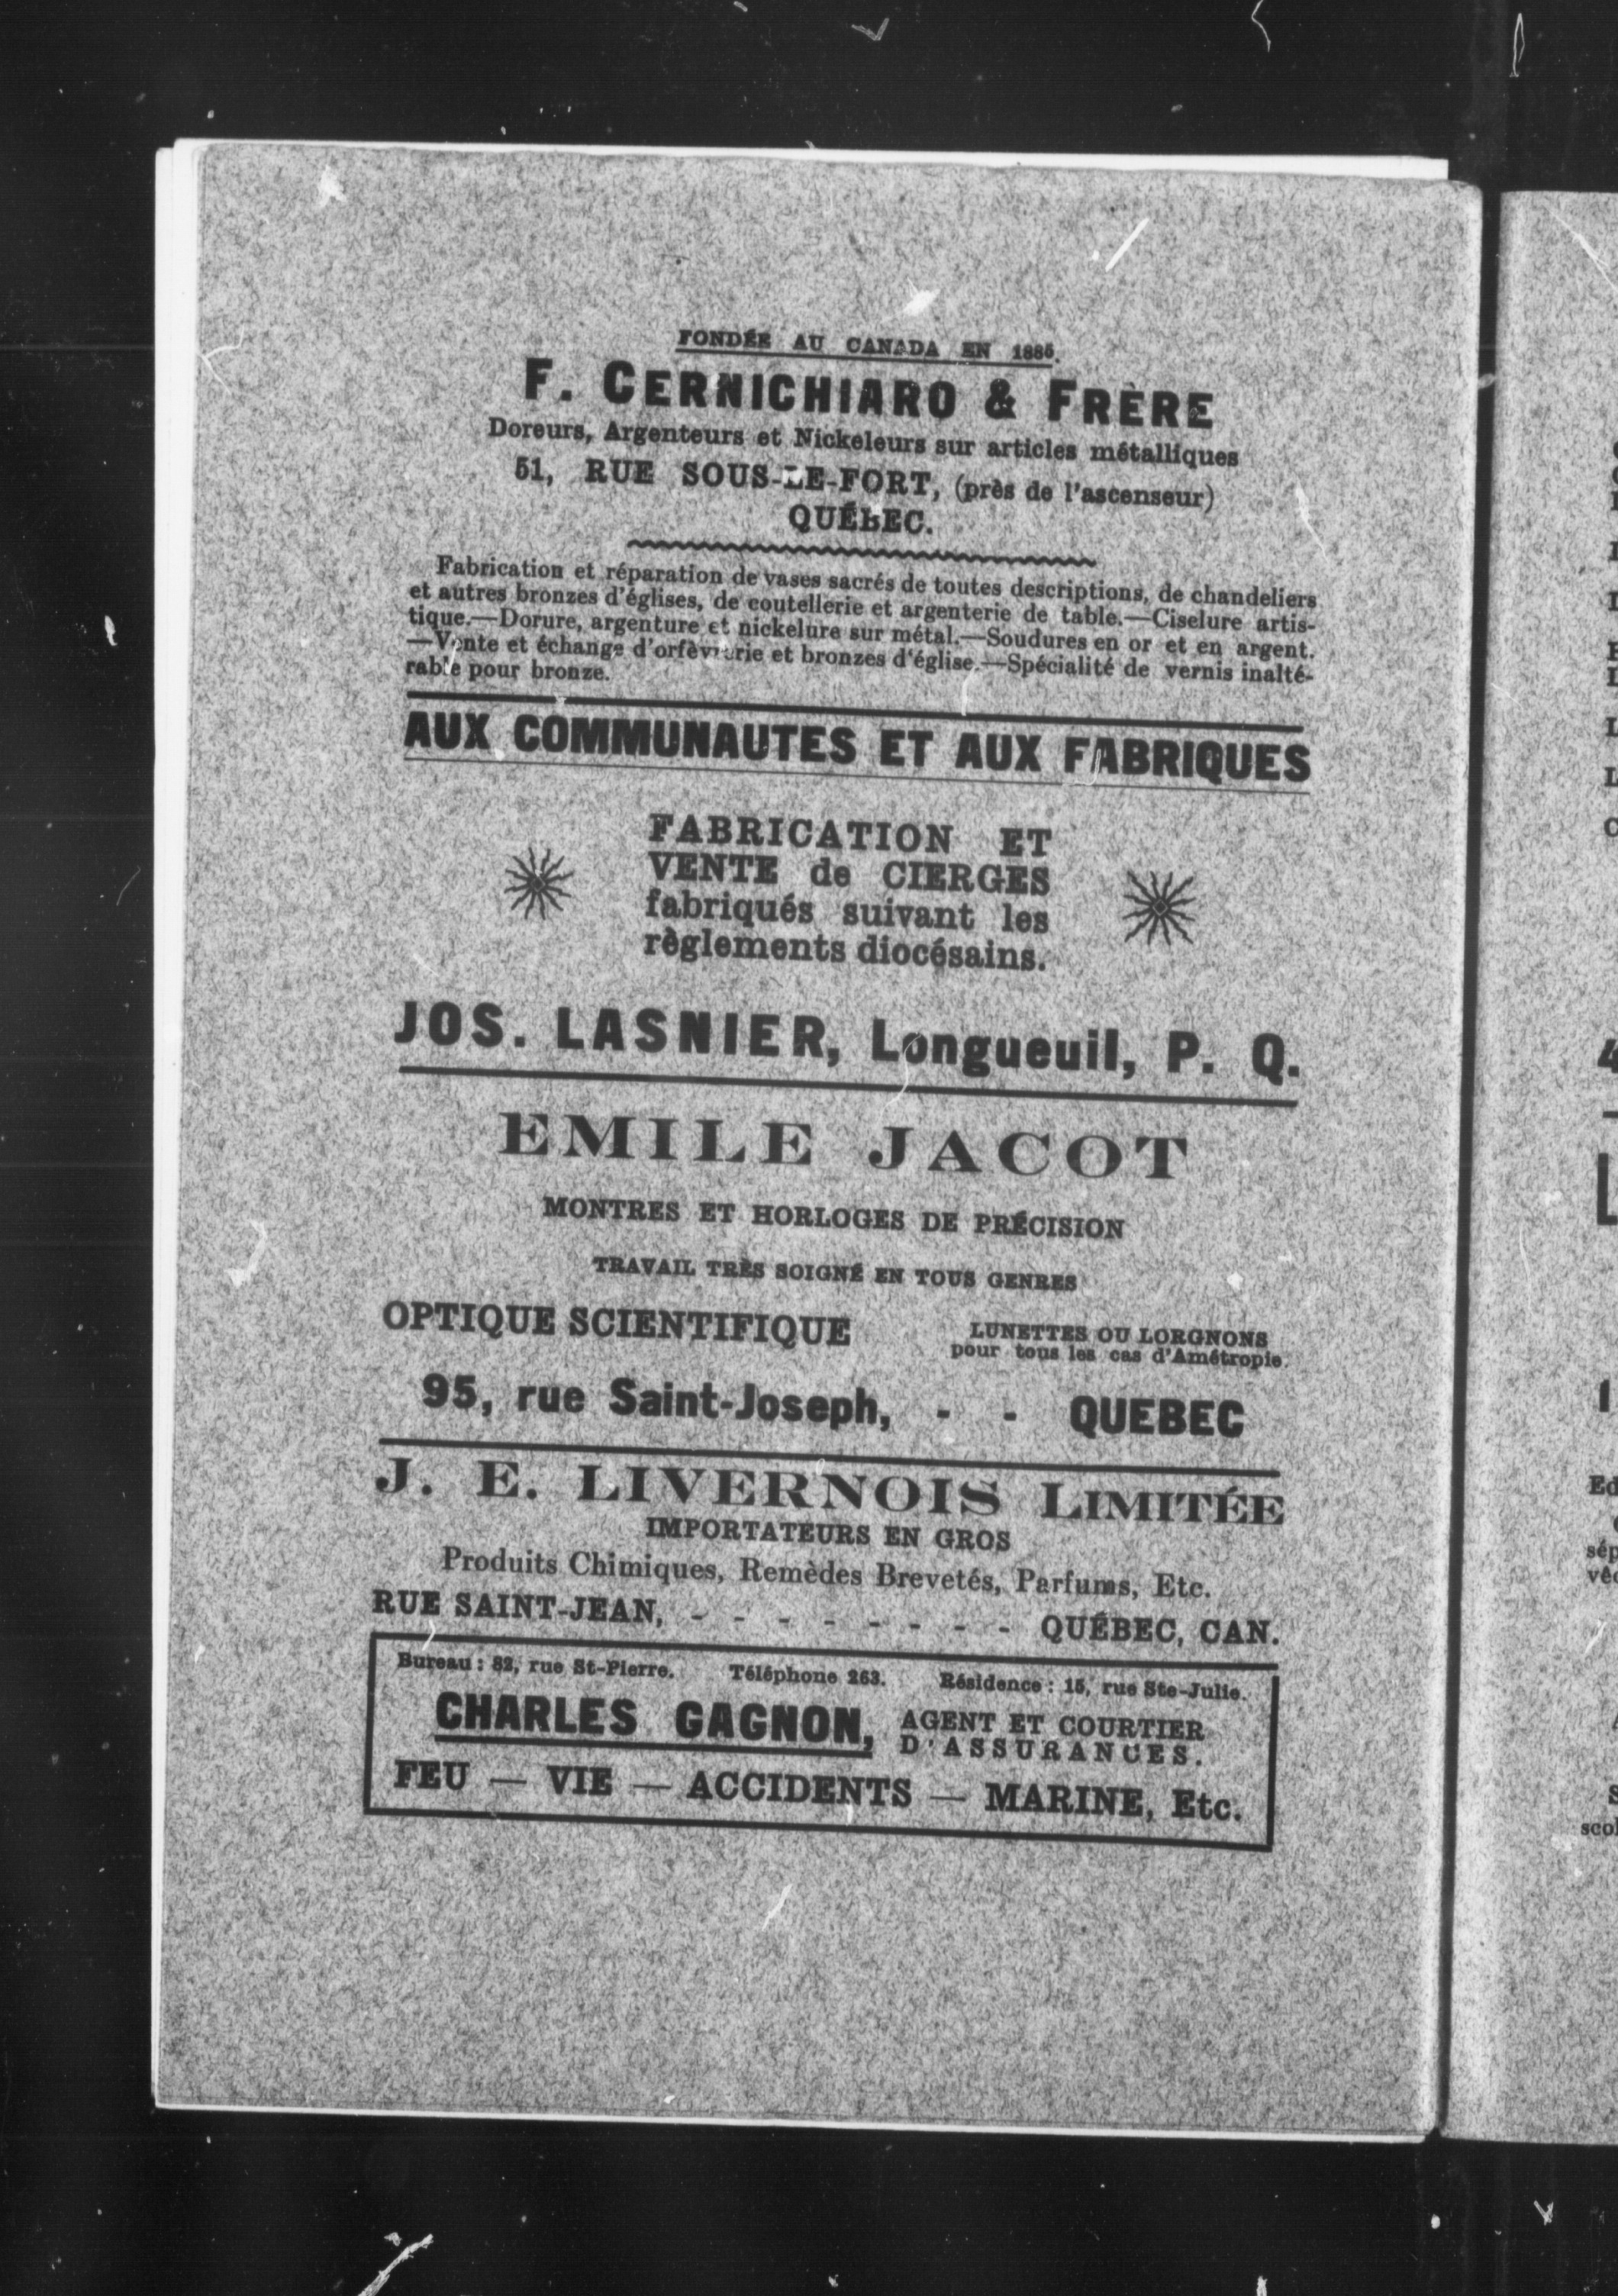 FONDÉE AU CANADA EN 1885.
F. CERNICHIARO & FRÈRE
Doreurs, Argenteurs et Nickeleurs sur articles métalliques
51, RUE SOUS-LE-FORT, (près de l'ascenseur)
QUÉBEC.
Fabrication et réparation de vases sacrés de toutes descriptions, de chandeliers
et autres bronzes d'églises, de coutellerie et argenterie de table.—Ciselure artis-
tique.—Dorure, argenture et nickelure sur métal.—Soudures en or et en argent.
—Vente et échange d'orfèvrerie et bronzes d'église.—Spécialité de vernis inalté-
rable pour bronze.
AUX COMMUNAUTES ET AUX FABRIQUES
FABRICATION ET
VENTE de CIERGES
fabriqués suivant les
règlements diocésains.
JOS. LASNIER, Longueuil, P. Q.
EMILE JACOT
MONTRES ET HORLOGES DE PRÉCISION
TRAVAIL TRÈS SOIGNÉ EN TOUS GENRES
OPTIQUE SCIENTIFIQUE
LUNETTES OU LORGNONS
pour tous les cas d'Amétropie.
95, rue Saint-Joseph, - - QUEBEC
J. E. LIVERNOIS LIMITÉE
IMPORTATEURS EN GROS
Produits Chimiques, Remèdes Brevetés, Parfums, Etc.
RUE SAINT-JEAN, - - - - - - - - QUÉBEC, CAN.
Bureau : 82, rue St-Pierre. Téléphone 263. Résidence : 15, rue Ste-Julie.
CHARLES GAGNON, AGENT ET COURTIER
D'ASSURANCES.
FEU — VIE — ACCIDENTS — MARINE, Etc.